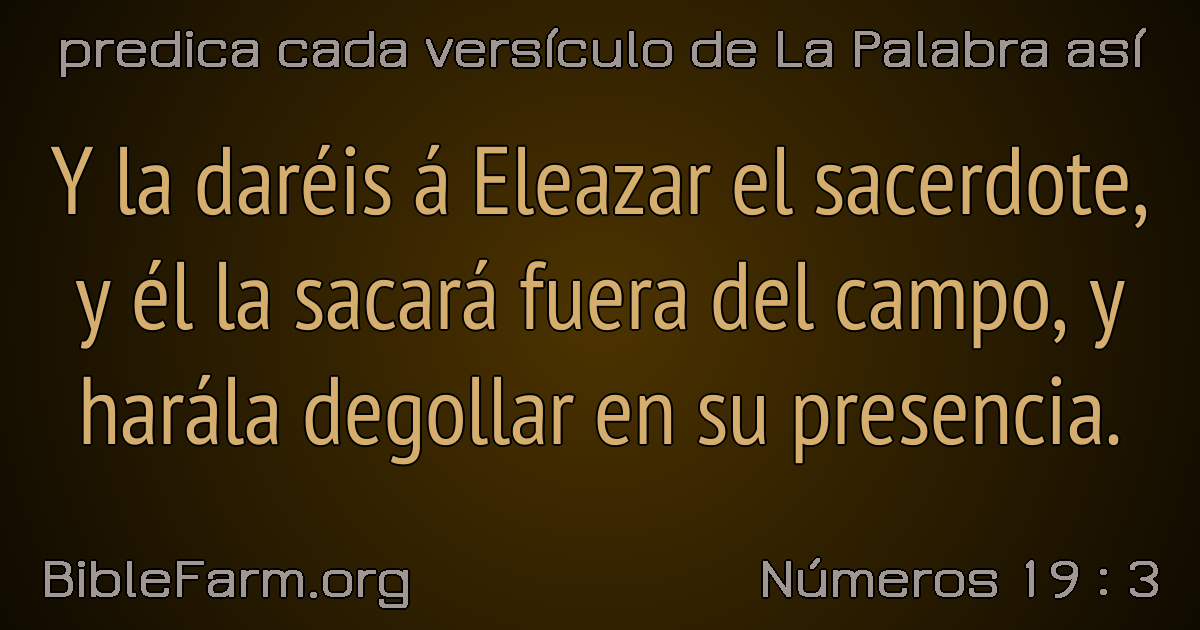 predica cada versículo de La Palabra así
Y la daréis á Eleazar el sacerdote,
y él la sacará fuera del campo, y
harála degollar en su presencia.
BibleFarm.org
Números 19 : 3